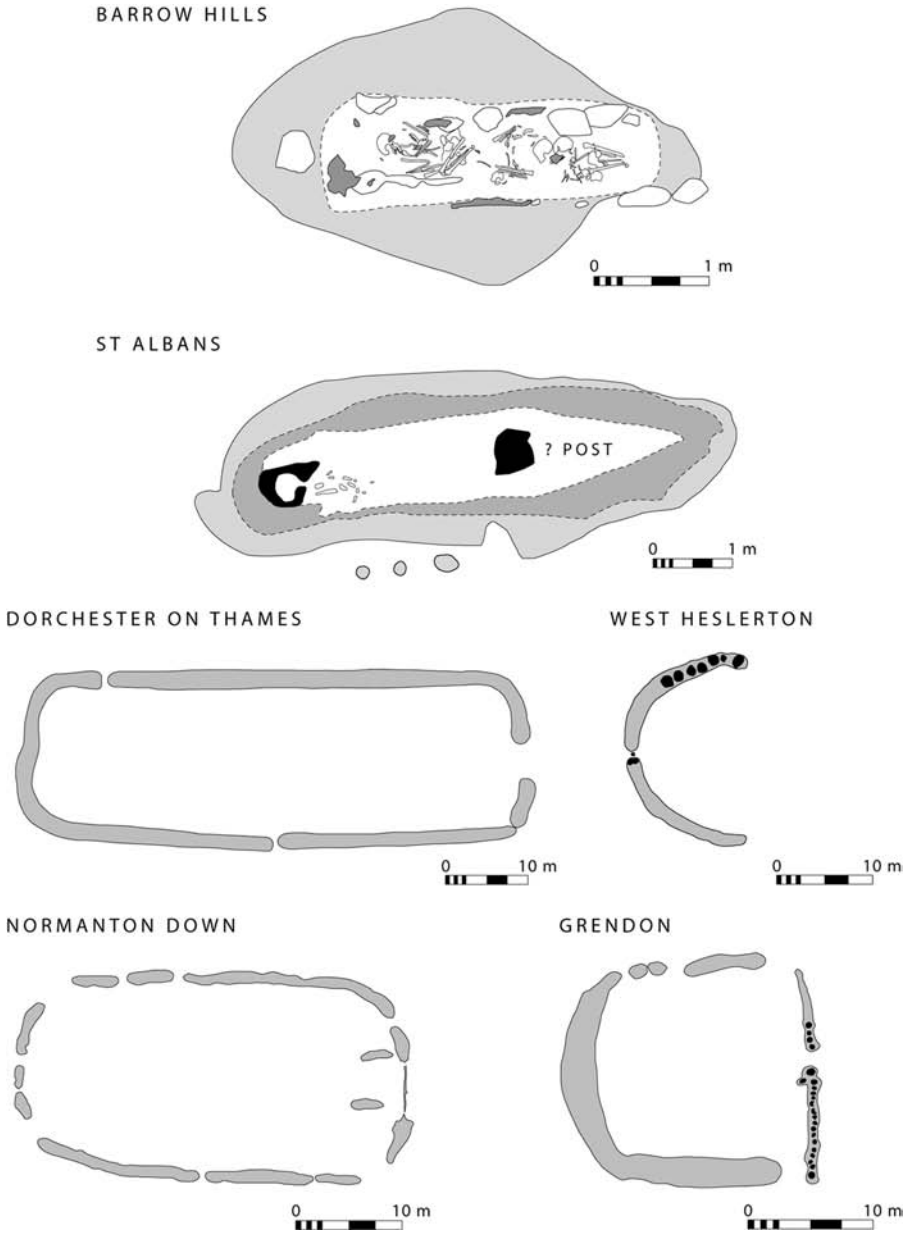 BARROW HILLS
0 1 m
ST ALBANS
? POST
0 1 m
DORCHESTER ON THAMES
WEST HESLERTON
0 10 m
0 10 m
NORMANTON DOWN
GRENDON
0 10 m
0 10 m